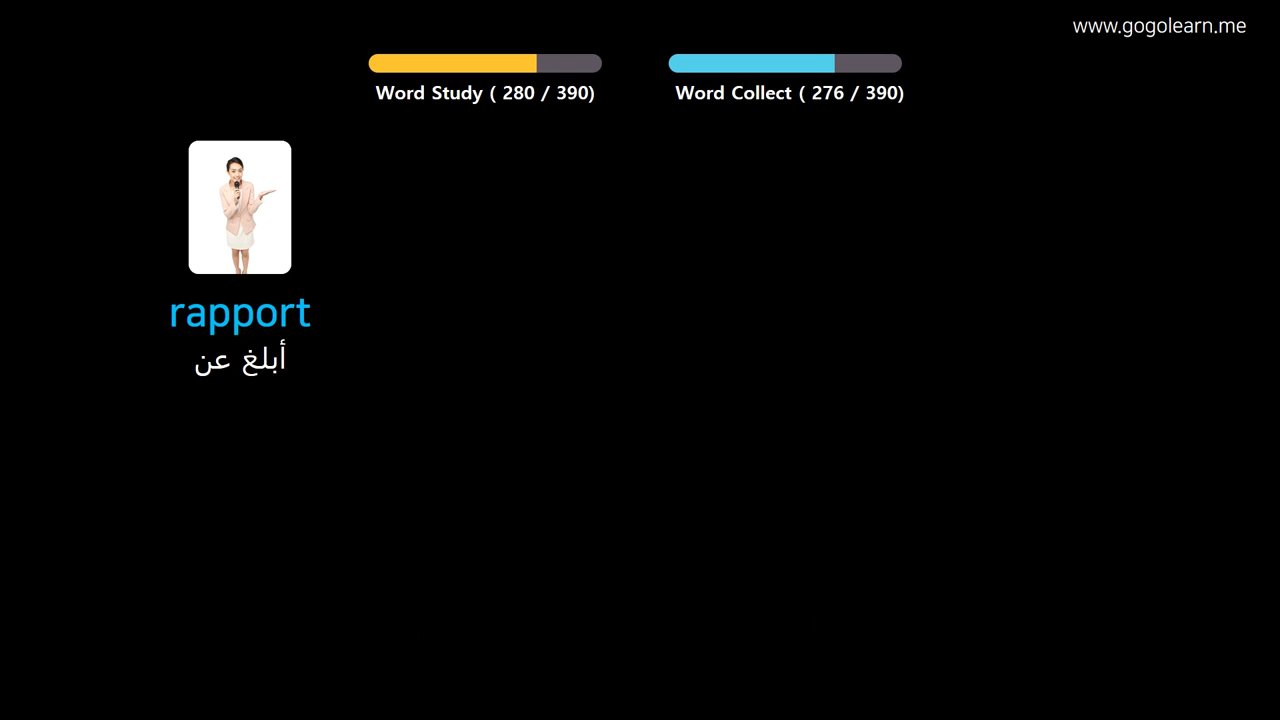 www.gogolearn.me
Word Study ( 280 / 390)
Word Collect ( 276 / 390)
rapport
أبلغ عن